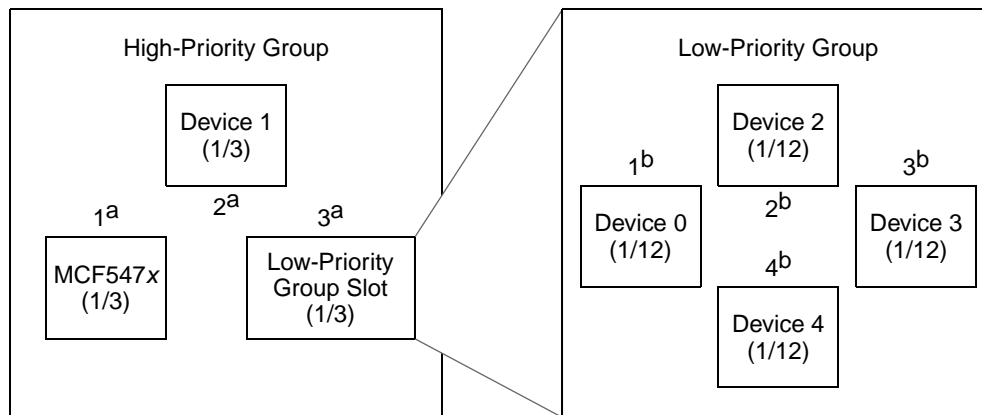 High-Priority Group
Device 1
(1/3)
1a
2a
3a
MCF547x
(1/3)
Low-Priority
Group Slot
(1/3)
Low-Priority Group
Device 2
(1/12)
1b
2b
3b
Device 0
(1/12)
Device 3
(1/12)
4b
Device 4
(1/12)